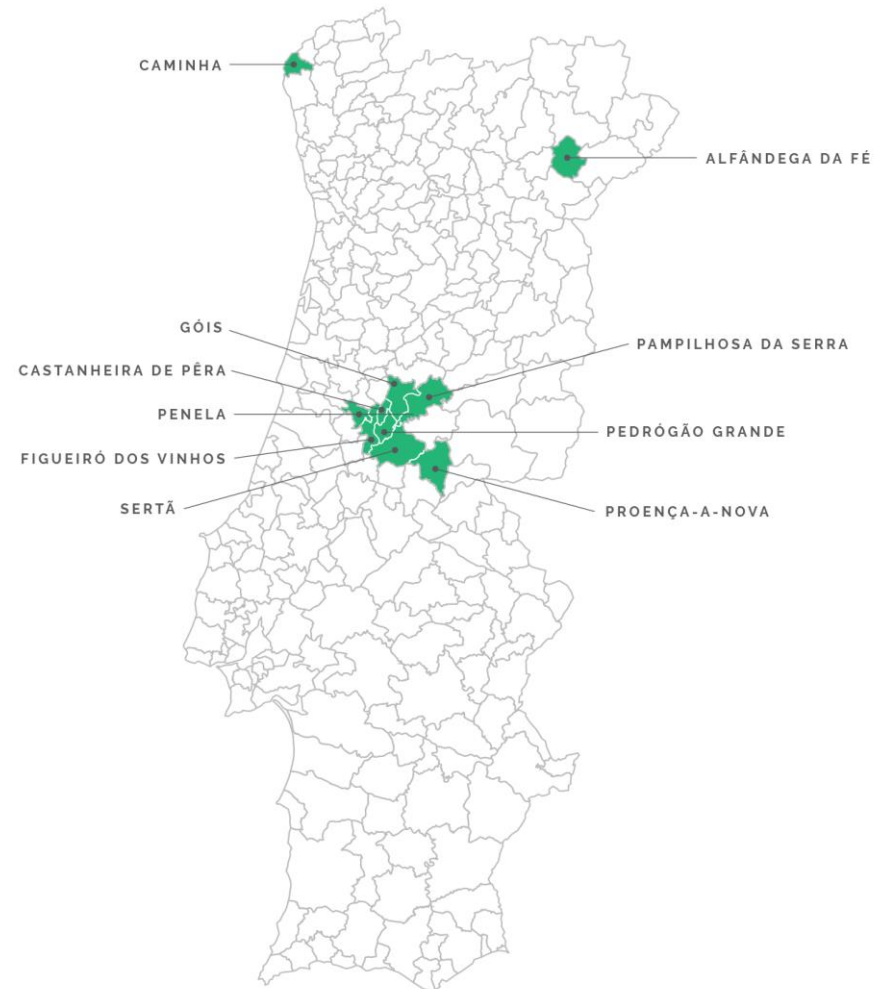 CAMINHA
ALFÂNDEGA DA FÉ
GÓIS
PAMPILHOSA DA SERRA
CASTANHEIRA DE PÊRA
PENELA
PEDRÓGÃO GRANDE
FIGUEIRÓ DOS VINHOS
SERTÃ
PROENÇA-A-NOVA